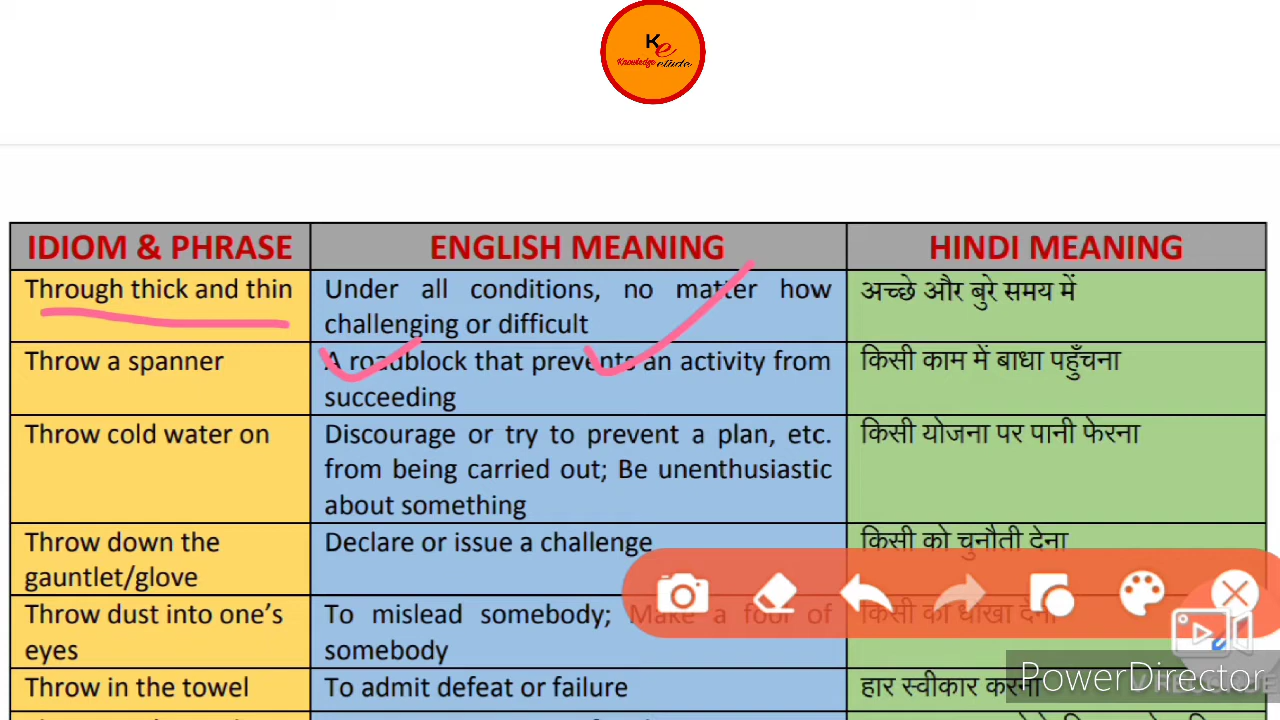 Ke
Knowledge
IDIOM & PHRASE
ENGLISH MEANING
HINDI MEANING
Through thick and thin
Under all conditions, no matter how
challenging or difficult
अच्छे और बुरे समय में
Throw a spanner
A roadblock that prevents an activity from
succeeding
किसी काम में बाधा पहुँचना
Throw cold water on
Discourage or try to prevent a plan, etc.
from being carried out; Be unenthusiastic
about something
किसी योजना पर पानी फेरना
Throw down the
gauntlet/glove
Declare or issue a challenge
किसी को चुनौती देना
Throw dust into one’s
eyes
To mislead somebody; Make a fool of
somebody
किसी को धोखा देना
Throw in the towel
To admit defeat or failure
हार स्वीकार करना
PowerDirector